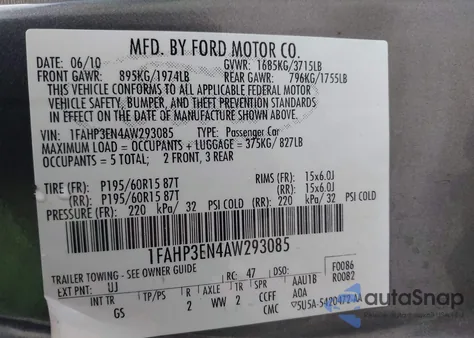 MFD. BY FORD MOTOR CO.
DATE: 06/10 GVWR: 1685KG/3715LB
FRONT GAWR: 895KG/1974LB REAR GAWR: 796KG/1755LB
THIS VEHICLE CONFORMS TO ALL APPLICABLE FEDERAL MOTOR
VEHICLE SAFETY, BUMPER, AND THEFT PREVENTION STANDARDS
IN EFFECT ON THE DATE OF MANUFACTURE SHOWN ABOVE.
VIN: 1FAHP3EN4AW293085 TYPE: Passenger Car
MAXIMUM LOAD = OCCUPANTS + LUGGAGE = 375KG/ 827LB
OCCUPANTS = 5 TOTAL; 2 FRONT, 3 REAR
TIRE (FR): P195/60R15 87T RIMS (FR): 15x6.0J
(RR): P195/60R15 87T (RR): 15x6.0J
PRESSURE (FR): 220 kPa/ 32 PSI COLD (RR): 220 kPa/ 32 PSI COLD
1FAHP3EN4AW293085
TRAILER TOWING - SEE OWNER GUIDE
F0086
R0082
EXT PNT: UJ RC: 47 DSO:
INT TR TP/PS R AXLE TR SPR AAU1B
GS 2 WW 2 CCFF AOA
CMC 5U5A-5420472-AA
autoSnap